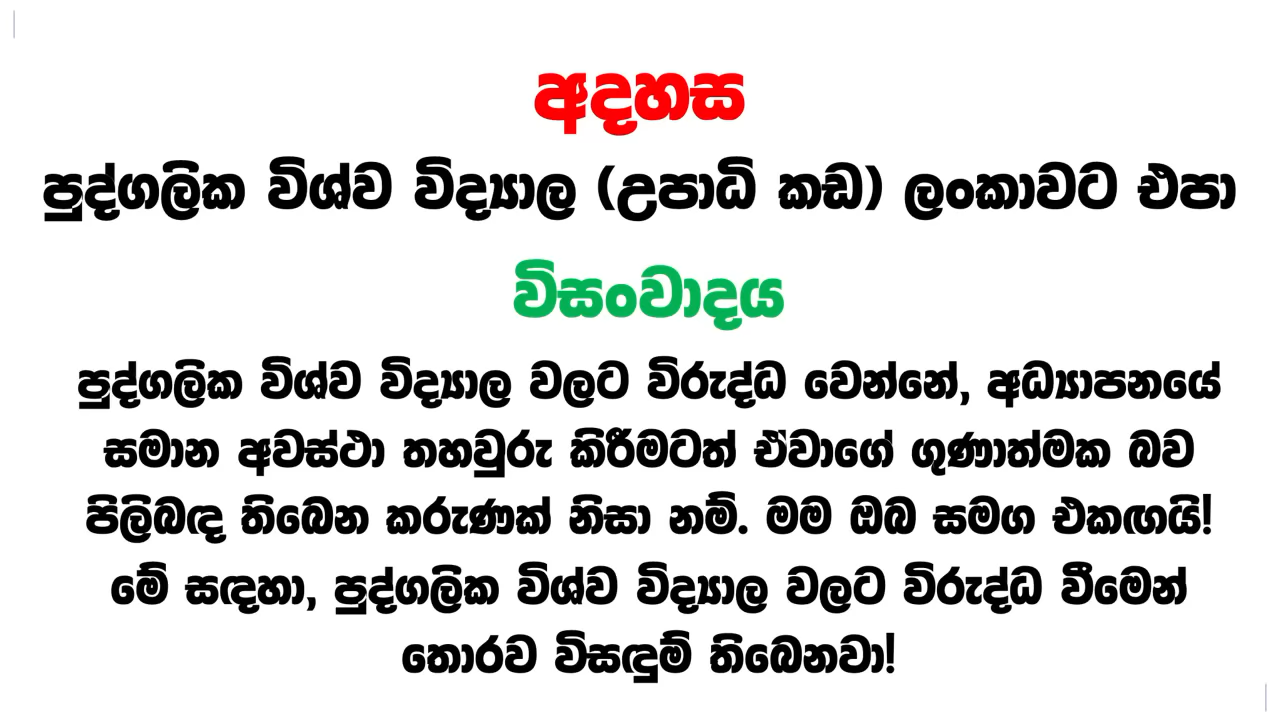 අදහස
පුද්ගලික විශ්ව විද්‍යාල (උපාධි කඩ) ලංකාවට එපා
විසංවාදය
පුද්ගලික විශ්ව විද්‍යාල වලට විරුද්ධ වෙන්නේ, අධ්‍යාපනයේ
සමාන අවස්ථා තහවුරු කිරීමටත් ඒවාගේ ගුණාත්මක බව
පිලිබඳ තිබෙන කරුණක් නිසා නම්. මම ඔබ සමග එකඟයි!
මේ සඳහා, පුද්ගලික විශ්ව විද්‍යාල වලට විරුද්ධ වීමෙන්
තොරව විසඳුම් තිබෙනවා!